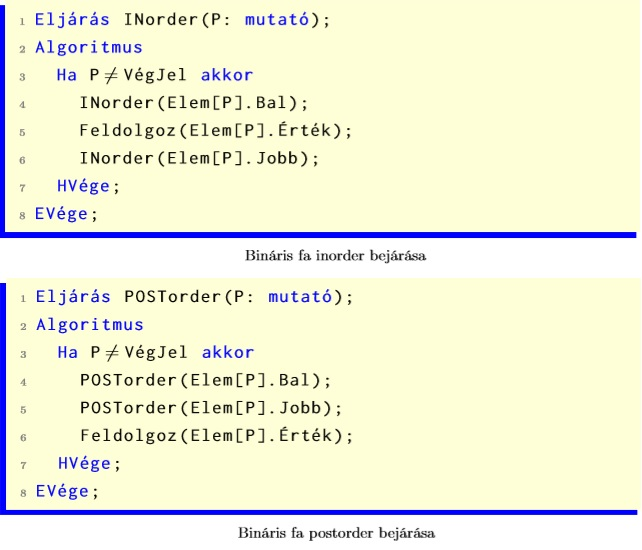 1 Eljárás INorder(P: mutató);
2 Algoritmus
3 Ha P≠VégJel akkor
4 INorder(Elem[P].Bal);
5 Feldolgoz(Elem[P].Érték);
6 INorder(Elem[P].Jobb);
7 HVége;
8 EVége;
Bináris fa inorder bejárása
1 Eljárás POSTorder(P: mutató);
2 Algoritmus
3 Ha P≠VégJel akkor
4 POSTorder(Elem[P].Bal);
5 POSTorder(Elem[P].Jobb);
6 Feldolgoz(Elem[P].Érték);
7 HVége;
8 EVége;
Bináris fa postorder bejárása